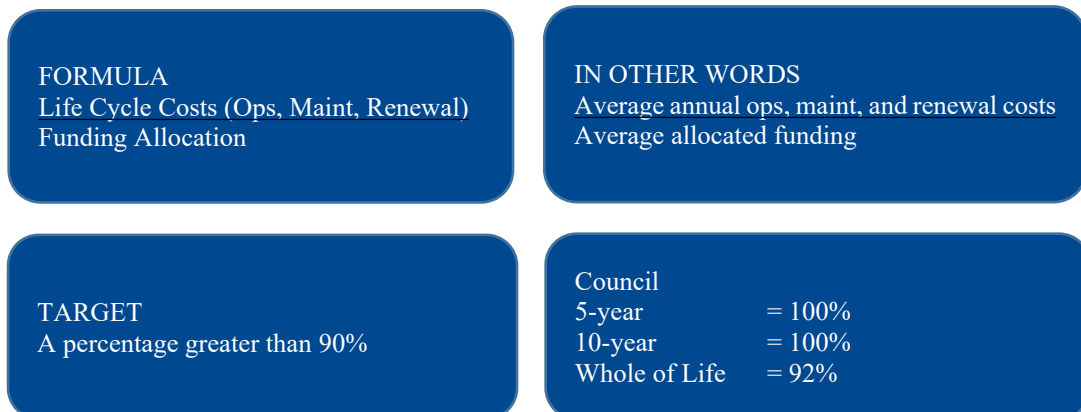 FORMULA
Life Cycle Costs (Ops, Maint, Renewal)
Funding Allocation
IN OTHER WORDS
Average annual ops, maint, and renewal costs
Average allocated funding
TARGET
A percentage greater than 90%
Council
5-year = 100%
10-year = 100%
Whole of Life = 92%